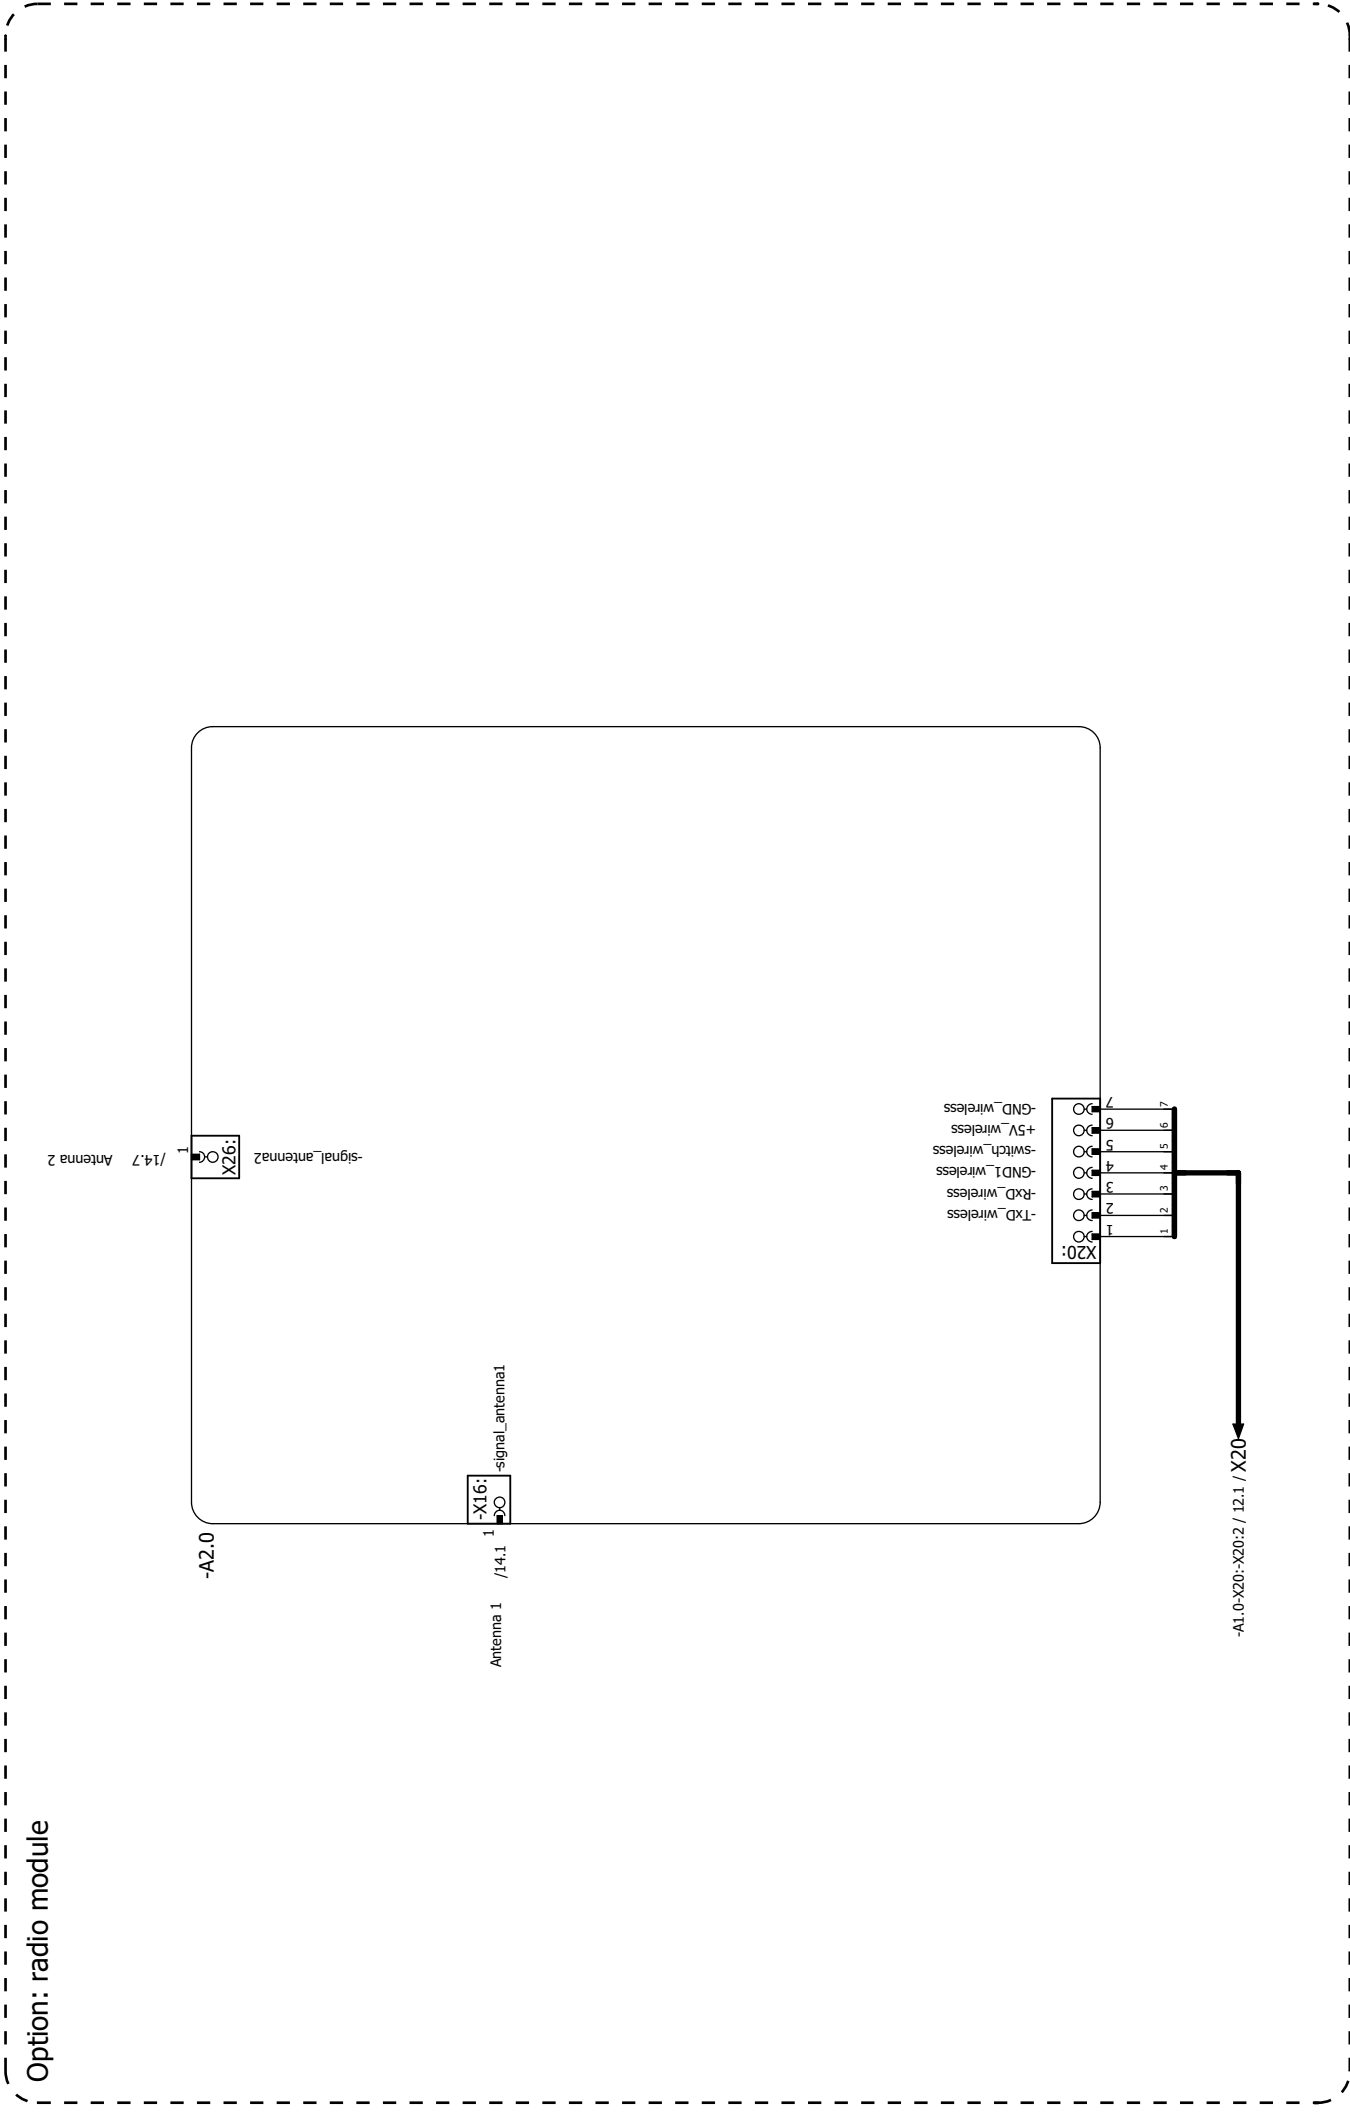 Option: radio module
Antenna 2
/14.7
1
X26:
-signal_antenna2
-A2.0
Antenna 1
/14.1
1
-X16:
-signal_antenna1
-GND_wireless
+5V_wireless
-switch_wireless
-GND1_wireless
-RxD_wireless
-TxD_wireless
X20:
7 7
6 6
5 5
4 4
3 3
2 2
1 1
-A1.0-X20:-X20:2 / 12.1 / X20